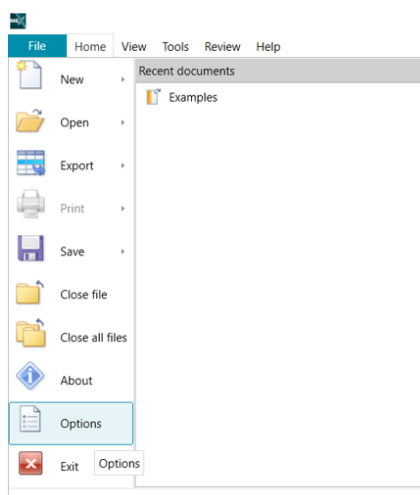 File Home View Tools Review Help
Recent documents
New
Examples
Open
Export
Print
Save
Close file
Close all files
About
Options
Exit
Options